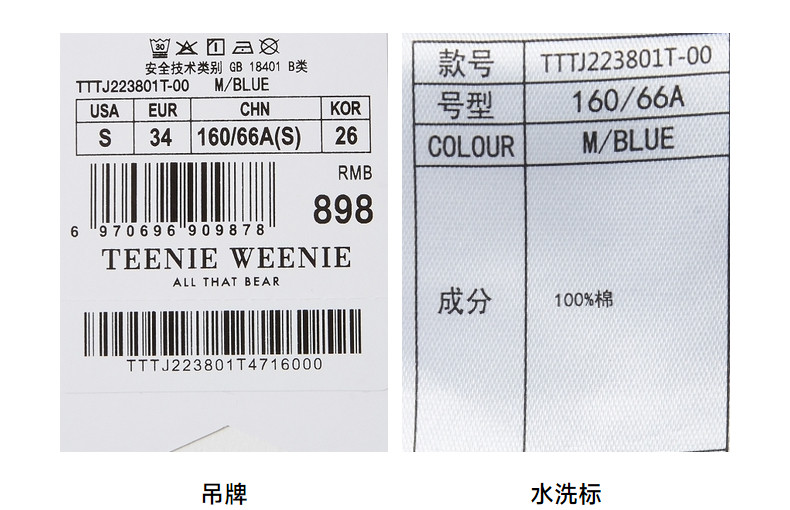 30
安全技术类别 GB 18401 B类
TTTJ223801T-00 M/BLUE
USA EUR CHN KOR
S 34 160/66A(S) 26
RMB
898
6 970696 909878
TEENIE WEENIE
ALL THAT BEAR
TTTJ223801T4716000
吊牌
款号 TTTJ223801T-00
号型 160/66A
COLOUR M/BLUE
成分 100%棉
水洗标